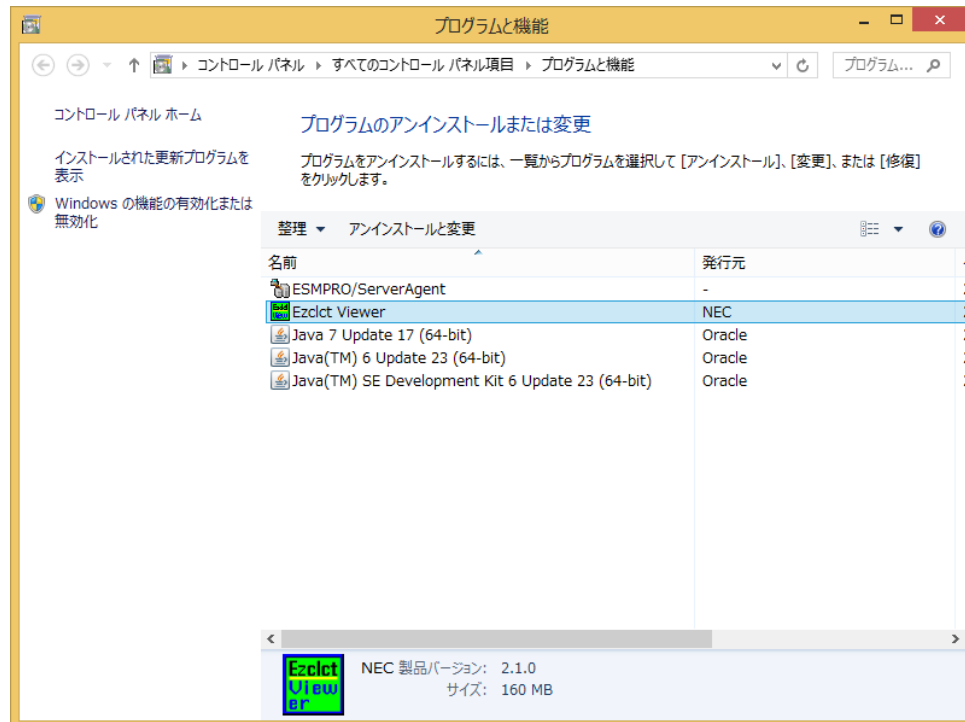 プログラムと機能
コントロール パネル ▸ すべてのコントロール パネル項目 ▸ プログラムと機能
プログラム...
コントロール パネル ホーム
インストールされた更新プログラムを
表示
Windows の機能の有効化または
無効化
プログラムのアンインストールまたは変更
プログラムをアンインストールするには、一覧からプログラムを選択して [アンインストール]、[変更]、または [修復]
をクリックします。
整理 ▼ アンインストールと変更
名前 発行元
ESMPRO/ServerAgent -
Ezclct Viewer NEC
Java 7 Update 17 (64-bit) Oracle
Java(TM) 6 Update 23 (64-bit) Oracle
Java(TM) SE Development Kit 6 Update 23 (64-bit) Oracle
Ezclct
View
er
NEC 製品バージョン: 2.1.0
サイズ: 160 MB